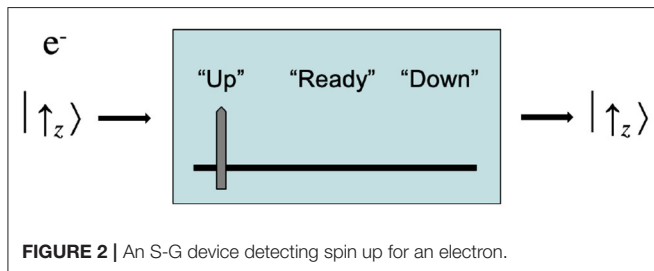 e⁻
“Up” “Ready” “Down”
|↑z⟩ |↑z⟩
FIGURE 2 | An S-G device detecting spin up for an electron.